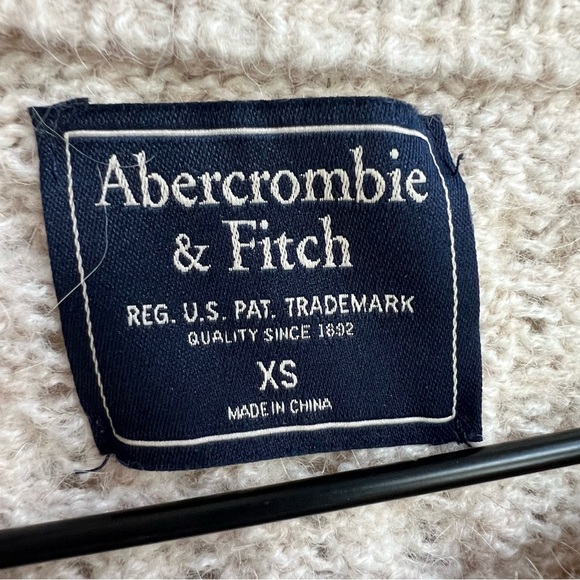 Abercrombie
& Fitch
REG. U.S. PAT. TRADEMARK
QUALITY SINCE 1892
XS
MADE IN CHINA